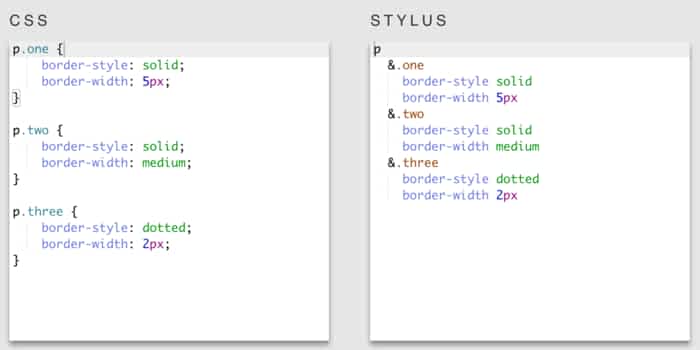 CSS
p.one {
    border-style: solid;
    border-width: 5px;
}
p.two {
    border-style: solid;
    border-width: medium;
}
p.three {
    border-style: dotted;
    border-width: 2px;
}
STYLUS
p
  &.one
    border-style solid
    border-width 5px
  &.two
    border-style solid
    border-width medium
  &.three
    border-style dotted
    border-width 2px